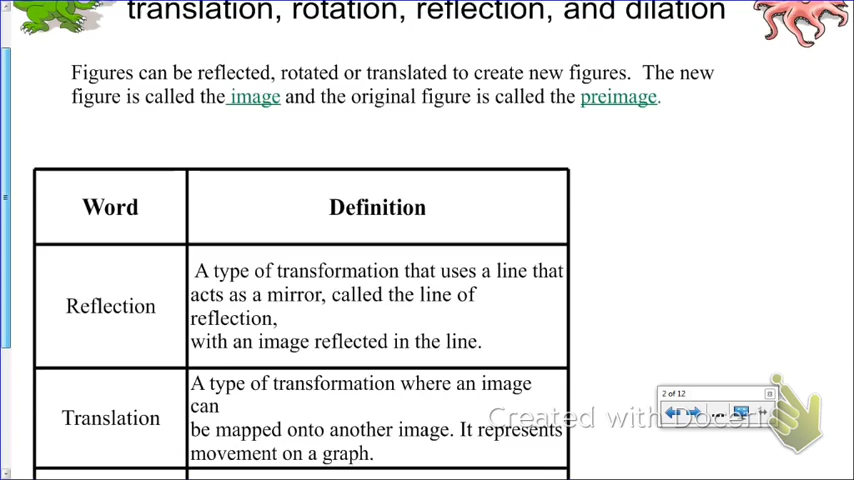 translation, rotation, reflection, and dilation
Figures can be reflected, rotated or translated to create new figures. The new
figure is called the image and the original figure is called the preimage.
Word
Definition
Reflection
A type of transformation that uses a line that
acts as a mirror, called the line of
reflection,
with an image reflected in the line.
Translation
A type of transformation where an image
can
be mapped onto another image. It represents
movement on a graph.
2 of 12
Created with Doceri